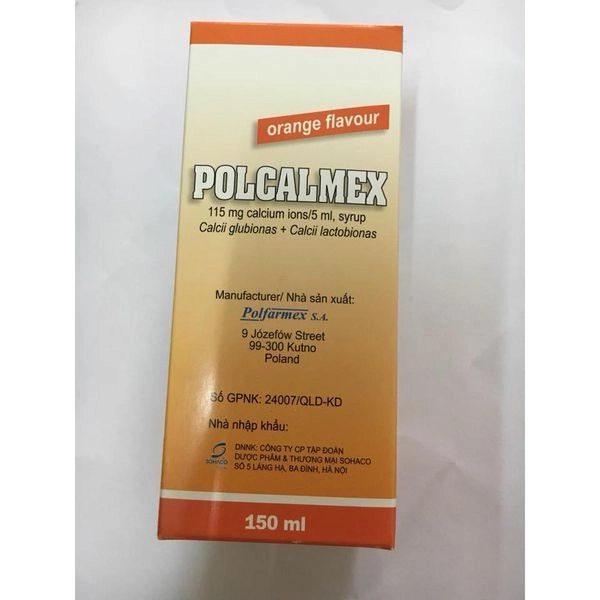 orange flavour
POLCALMEX
115 mg calcium ions/5 ml, syrup
Calcii glubionas + Calcii lactobionas
Manufacturer/ Nhà sản xuất:
Polfarmex S.A.
9 Józefów Street
99-300 Kutno
Poland
Số GPNK: 24007/QLD-KD
Nhà nhập khẩu:
SOHACO
DNNK: CÔNG TY CP TẬP ĐOÀN
DƯỢC PHẨM & THƯƠNG MẠI SOHACO
SỐ 5 LÁNG HẠ, BA ĐÌNH, HÀ NỘI
150 ml